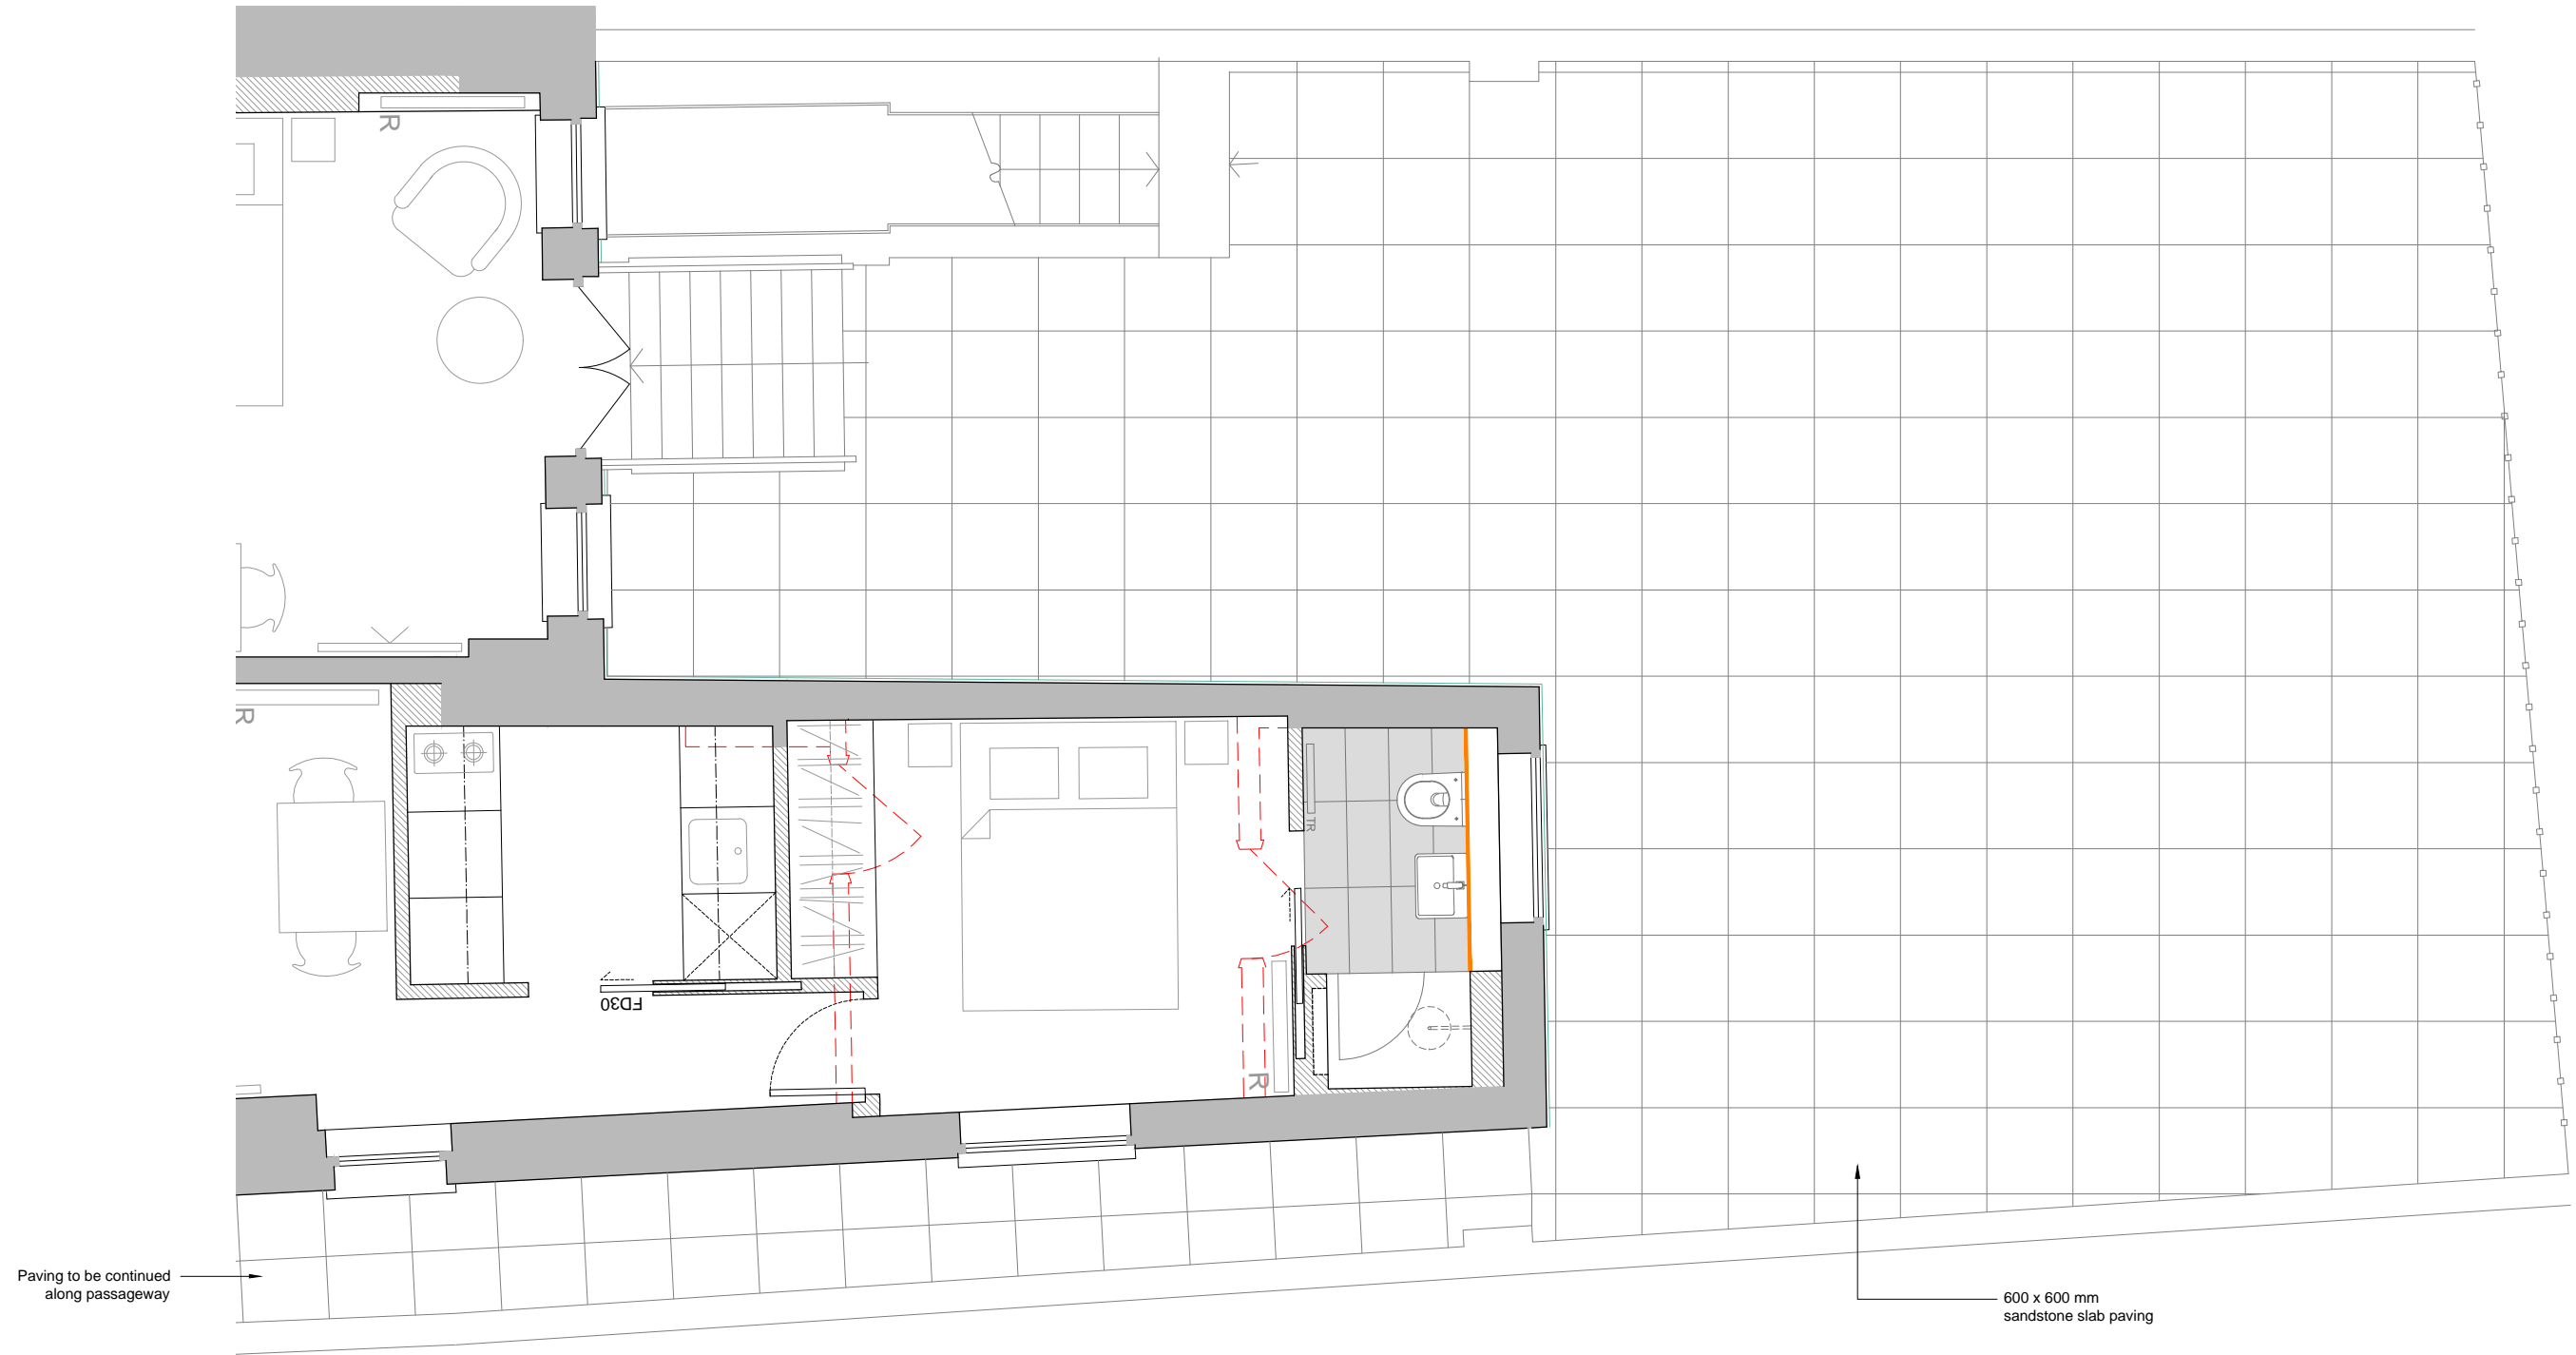 R
R
TR
FD30
R
Paving to be continued
along passageway
600 x 600 mm
sandstone slab paving